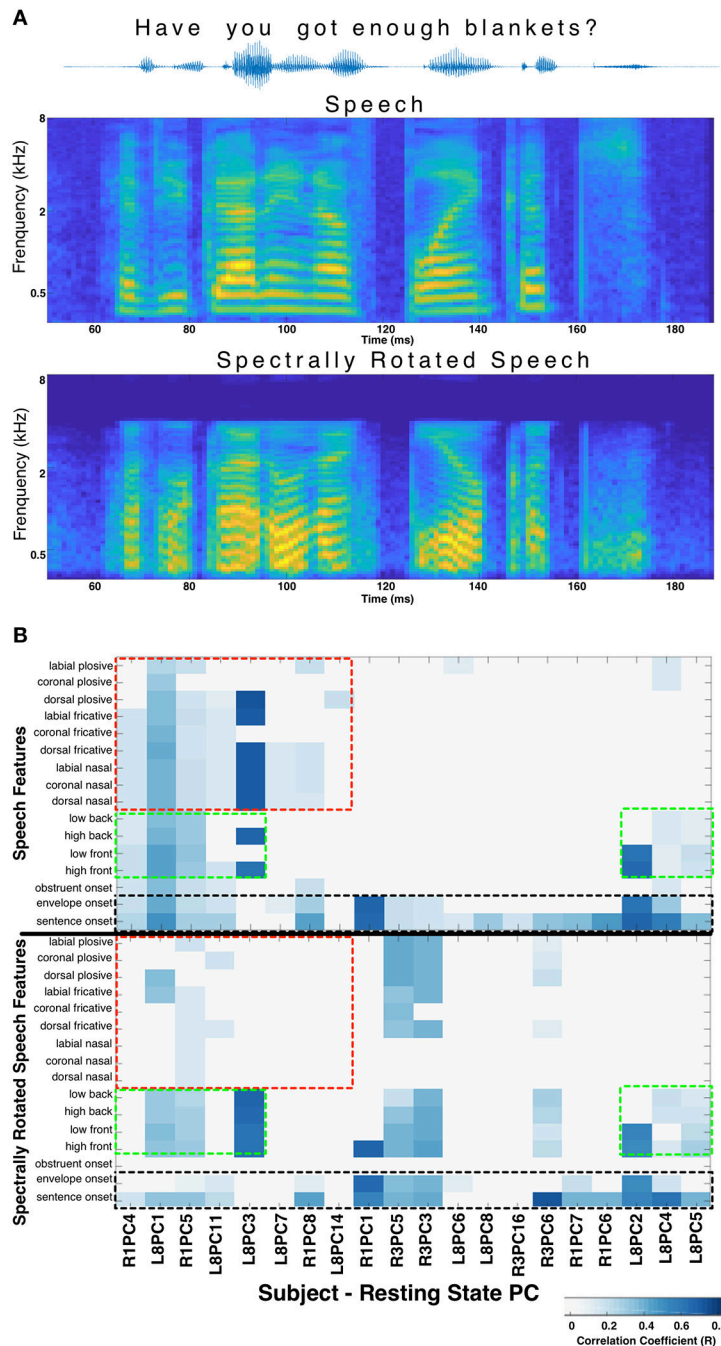 A
Have you got enough blankets?
Speech
Frenquency (kHz)
8
2
0.5
60 80 100 120 140 160 180
Time (ms)
Spectrally Rotated Speech
Frenquency (kHz)
8
2
0.5
60 80 100 120 140 160 180
Time (ms)
B
Speech Features
labial plosive
coronal plosive
dorsal plosive
labial fricative
coronal fricative
dorsal fricative
labial nasal
coronal nasal
dorsal nasal
low back
high back
low front
high front
obstruent onset
envelope onset
sentence onset
Spectrally Rotated Speech Features
labial plosive
coronal plosive
dorsal plosive
labial fricative
coronal fricative
dorsal fricative
labial nasal
coronal nasal
dorsal nasal
low back
high back
low front
high front
obstruent onset
envelope onset
sentence onset
R1PC4 L8PC1 R1PC5 L8PC11 L8PC3 L8PC7 R1PC8 L8PC14 R1PC1 R3PC5 R3PC3 L8PC6 L8PC8 R3PC16 R3PC6 R1PC7 R1PC6 L8PC2 L8PC4 L8PC5
Subject - Resting State PC
0 0.2 0.4 0.6
Correlation Coefficient (R)